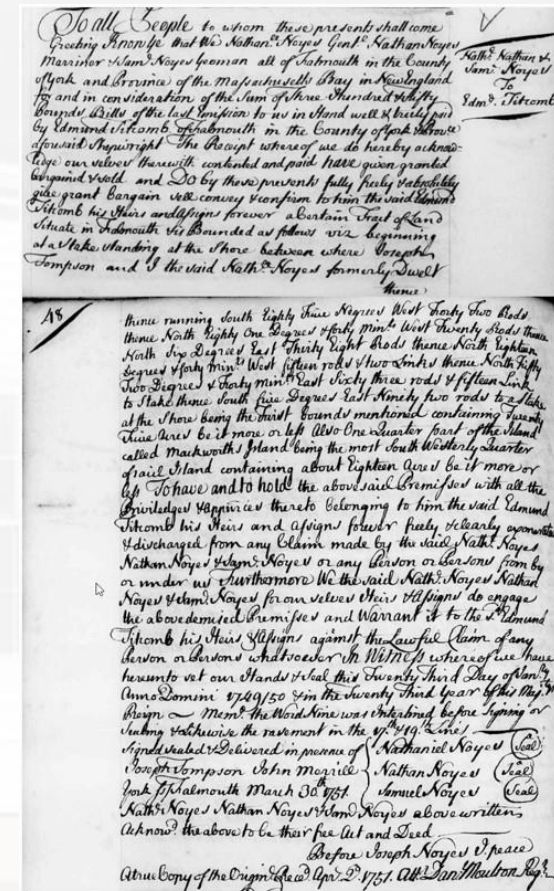 To all People to whom these presents shall come
Greeting Know ye that We Nathan.el Noyes Gent.o Nathan Noyes
Marriner & Sam.l Noyes Yeoman all of Falmouth in the County
of York and Province of the Massachusetts Bay in New England
for and in consideration of the Sum of Three Hundred & fifty
Pounds Bills of the last Emission to us in Hand well & truly paid
by Edmund Titcomb of Falmouth in the County of York & Provce
aforesaid Shipwright The Receipt whereof we do hereby acknow-
ledge our selves therewith contented and paid have given granted
bargained & sold and Do by these presents fully freely & absolutely
give grant bargain sell convey & confirm to him the said Edmund
Titcomb his Heirs and assigns forever a Certain Tract of Land
Situate in Falmouth & is Bounded as follows viz beginning
at a Stake standing at the Shore between where Joseph
Tompson and I the said Nath.l Noyes formerly Dwelt
thence
Nath.l Nathan &
Sam.l Noyes
To
Edm.d Titcomb
48
thence running South Eighty Five Degrees West Forty Two Rods
thence North Eighty One Degrees & forty Min.ts West Twenty Rods thence
North Six Degrees East Thirty Eight Rods thence North Eighteen
Degrees & forty Min.ts West fifteen rods & two Links thence North Fifty
Two Degrees & Forty min.ts East Sixty three rods & fifteen Link
to Stake thence South five Degrees East Ninety two rods to a Stake
at the Shore being the First bounds mentioned containing Twenty
Five Acres be it more or less Also One Quarter part of the Island
called Mackworths Island being the most South Westerly Quarter
of said Island containing about Eighteen Acres be it more or
less To have and to hold the abovesaid Premisses with all the
Priviledges & appurces thereto belonging to him the said Edmund
Titcomb his Heirs and assigns forever freely & clearly exonerated
& discharged from any Claim made by the said Nath.l Noyes
Nathan Noyes & Sam.l Noyes or any Person or Persons from by
or under us Furthermore We the said Nath.l Noyes Nathan
Noyes & Sam.l Noyes for our selves Heirs & assigns do engage
the abovedemised Premisses and Warrant it to the s.d Edmund
Titcomb his Heirs & Assigns against the Lawful Claim of any
Person or Persons whatsoever In Witness whereof we have
hereunto set our Hands & Seal this Twenty Third Day of Jan.ry
Anno Domini 1749/50 & in the Twenty Third Year of his Maj.tys
Reign Mem.o the Word Nine was Interlined before Signing or
Sealing & Likewise the rasement in the 17.th & 19.th Lines
Signed sealed & Delivered in presence of Nathaniel Noyes (Seal)
Joseph Tompson John Merrill Nathan Noyes (Seal)
York ss Falmouth March 30th 1751. Samuel Noyes (Seal)
Nath.l Noyes Nathan Noyes & Sam.l Noyes above written
Acknow.d the above to be their free Act and Deed
Before Joseph Noyes J. peace
A true Copy of the Origin.l Rec.d Apr. 2.d 1751. Att.r Dan.l Moulton Reg.r